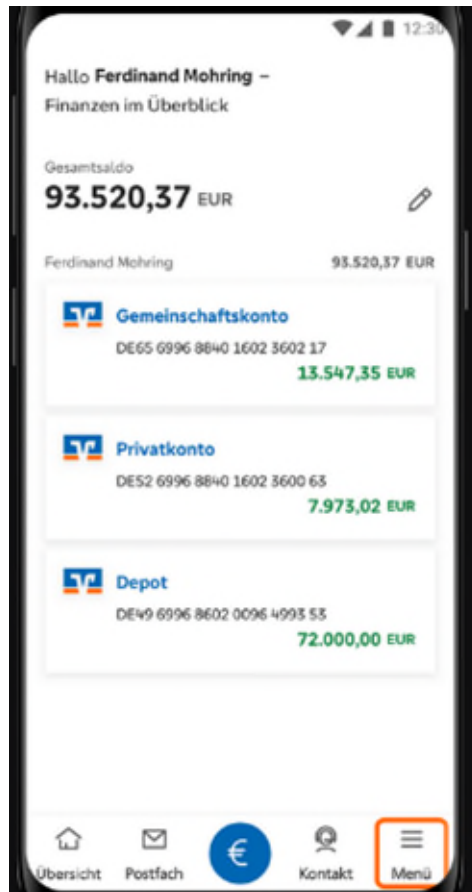 12:30
Hallo Ferdinand Mohring –
Finanzen im Überblick
Gesamtsaldo
93.520,37 EUR
Ferdinand Mohring 93.520,37 EUR
Gemeinschaftskonto
DE65 6996 8840 1602 3602 17
13.547,35 EUR
Privatkonto
DE52 6996 8840 1602 3600 63
7.973,02 EUR
Depot
DE49 6996 8602 0096 4993 53
72.000,00 EUR
€
Übersicht Postfach Kontakt Menü